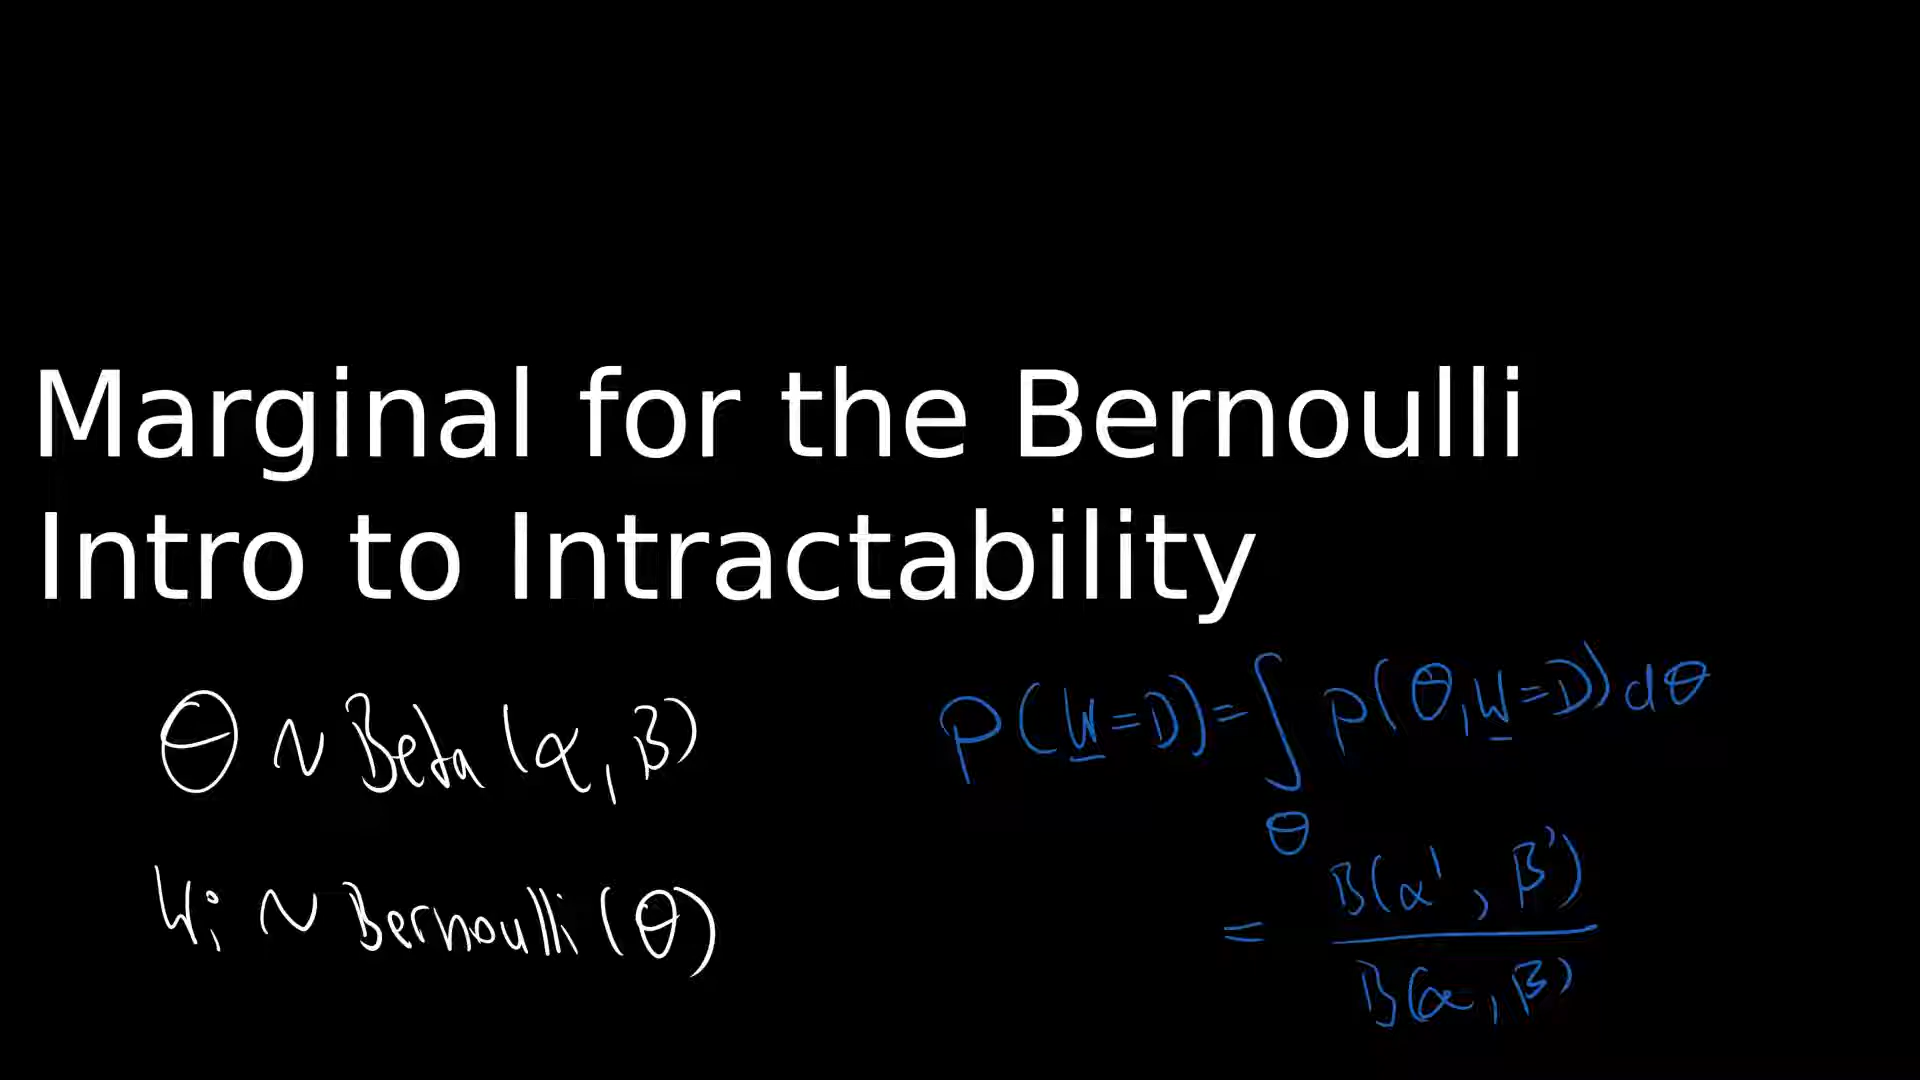 Marginal for the Bernoulli
Intro to Intractability
θ ~ Beta (α, β)
p(W=D) = ∫ p(θ, W=D) dθ
θ
Wi ~ Bernoulli (θ)
= B(α', β')
B(α, β)